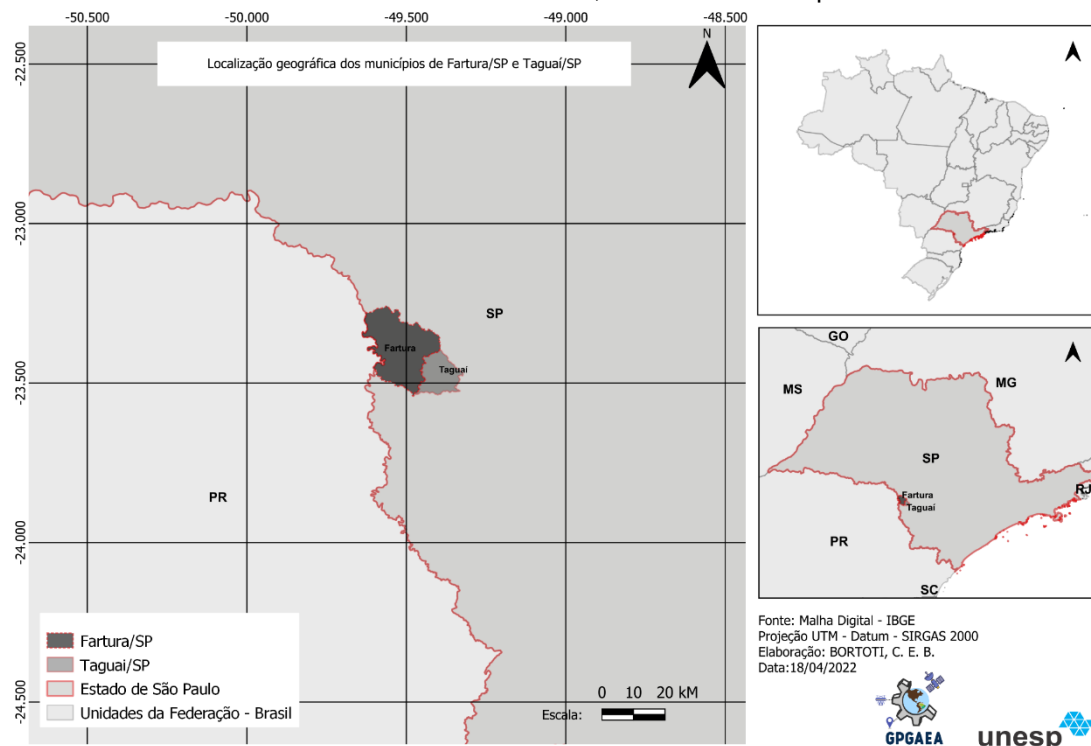 -50.500 -50.000 -49.500 -49.000 -48.500
-22.500
-23.000
-23.500
-24.000
-24.500
N
Localização geográfica dos municípios de Fartura/SP e Taguaí/SP
SP
Fartura
Taguaí
PR
Fartura/SP
Taguai/SP
Estado de São Paulo
Unidades da Federação - Brasil
0 10 20 kM
Escala:
GO
MS
MG
SP
RJ
Fartura
Taguaí
PR
SC
Fonte: Malha Digital - IBGE
Projeção UTM - Datum - SIRGAS 2000
Elaboração: BORTOTI, C. E. B.
Data:18/04/2022
GPGAEA
unesp